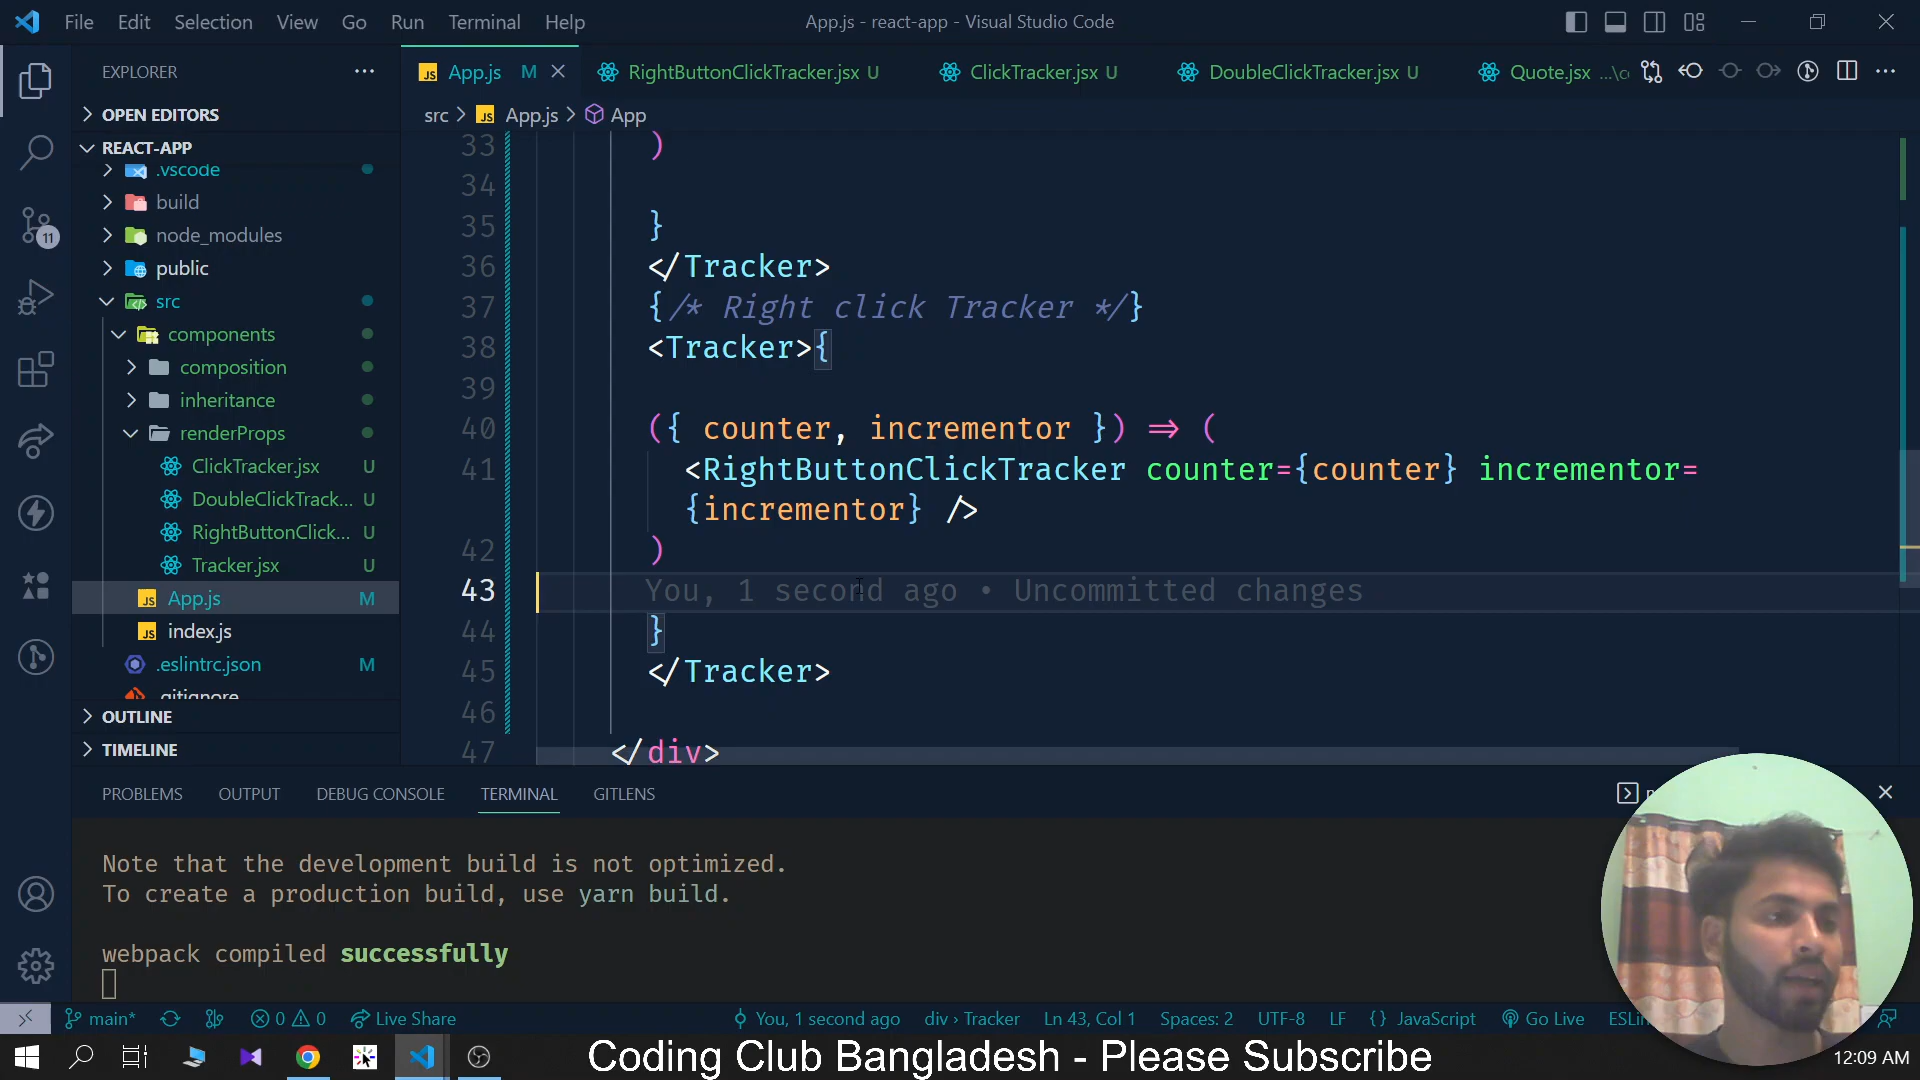 File Edit Selection View Go Run Terminal Help
App.js - react-app - Visual Studio Code
EXPLORER
App.js M
RightButtonClickTracker.jsx U
ClickTracker.jsx U
DoubleClickTracker.jsx U
Quote.jsx ...\c
OPEN EDITORS
src > JS App.js > App
REACT-APP
.vscode
build
node_modules
public
src
components
composition
inheritance
renderProps
ClickTracker.jsx U
DoubleClickTrack... U
RightButtonClick... U
Tracker.jsx U
JS App.js M
JS index.js
.eslintrc.json M
.gitignore
OUTLINE
TIMELINE
11
33 )
34
35 }
36 </Tracker>
37 {/* Right click Tracker */}
38 <Tracker>{
39
40 ({ counter, incrementor }) => (
41 <RightButtonClickTracker counter={counter} incrementor=
{incrementor} />
42 )
43 You, 1 second ago • Uncommitted changes
44 }
45 </Tracker>
46
47 </div>
PROBLEMS OUTPUT DEBUG CONSOLE TERMINAL GITLENS
Note that the development build is not optimized.
To create a production build, use yarn build.
webpack compiled successfully
main* 0 0 Live Share You, 1 second ago div › Tracker Ln 43, Col 1 Spaces: 2 UTF-8 LF {} JavaScript Go Live
Coding Club Bangladesh - Please Subscribe
12:09 AM